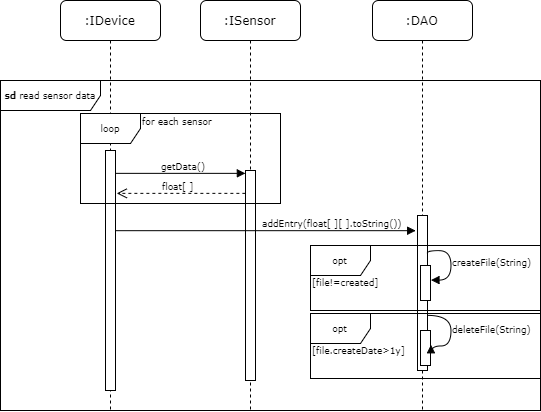 :IDevice
:ISensor
:DAO
sd read sensor data
loop
for each sensor
getData()
float[ ]
addEntry(float[ ][ ].toString())
opt
createFile(String)
[file!=created]
opt
deleteFile(String)
[file.createDate>1y]